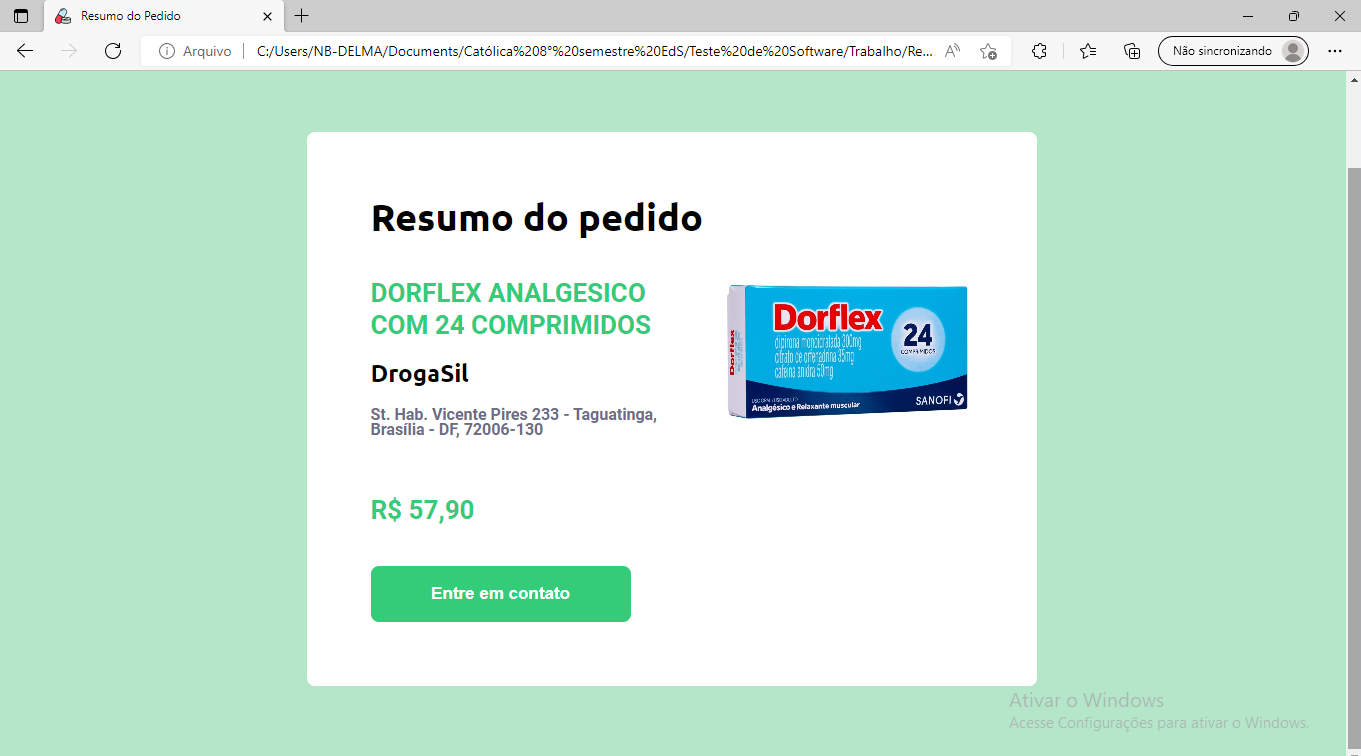 Resumo do Pedido
Arquivo
C:/Users/NB-DELMA/Documents/Católica%208°%20semestre%20EdS/Teste%20de%20Software/Trabalho/Re...
Não sincronizando
Resumo do pedido
DORFLEX ANALGESICO
COM 24 COMPRIMIDOS
DrogaSil
St. Hab. Vicente Pires 233 - Taguatinga,
Brasília - DF, 72006-130
R$ 57,90
Entre em contato
Dorflex
Dorflex
dipirona monoidratada 300mg
citrato de orfenadrina 35mg
cafeína anidra 50mg
24
COMPRIMIDOS
USO ORAL / USO ADULTO
Analgésico e Relaxante muscular
SANOFI
Ativar o Windows
Acesse Configurações para ativar o Windows.